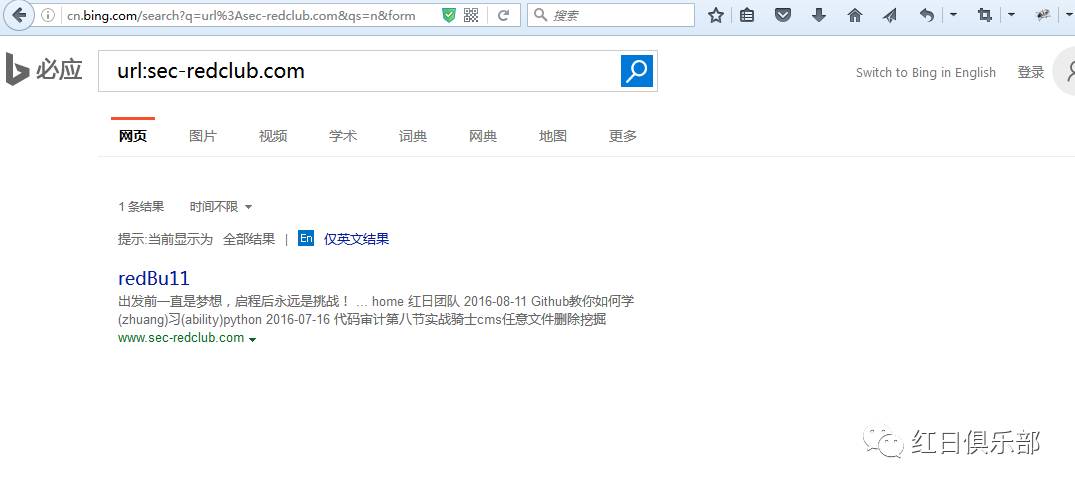 cn.bing.com/search?q=url%3Asec-redclub.com&qs=n&form
搜索
必应
url:sec-redclub.com
Switch to Bing in English
登录
网页 图片 视频 学术 词典 网典 地图 更多
1 条结果 时间不限
提示:当前显示为 全部结果 | En 仅英文结果
redBu11
出发前一直是梦想，启程后永远是挑战！ ... home 红日团队 2016-08-11 Github教你如何学
(zhuang)习(ability)python 2016-07-16 代码审计第八节实战骑士cms任意文件删除挖掘
www.sec-redclub.com
红日俱乐部